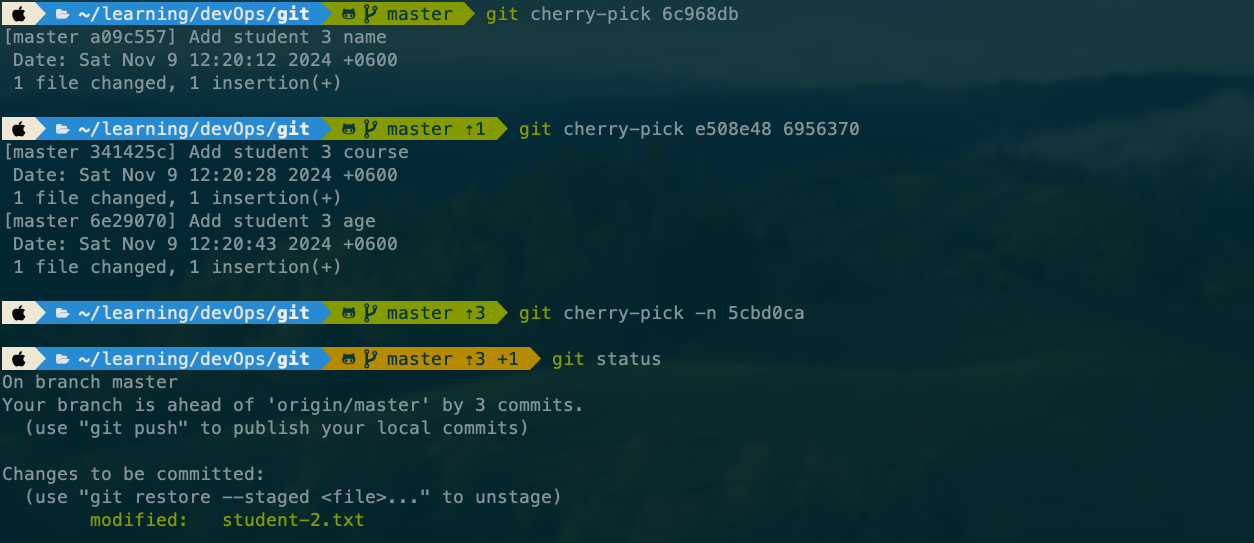 ~/learning/devOps/git master git cherry-pick 6c968db
[master a09c557] Add student 3 name
Date: Sat Nov 9 12:20:12 2024 +0600
1 file changed, 1 insertion(+)
~/learning/devOps/git master ⇡1 git cherry-pick e508e48 6956370
[master 341425c] Add student 3 course
Date: Sat Nov 9 12:20:28 2024 +0600
1 file changed, 1 insertion(+)
[master 6e29070] Add student 3 age
Date: Sat Nov 9 12:20:43 2024 +0600
1 file changed, 1 insertion(+)
~/learning/devOps/git master ⇡3 git cherry-pick -n 5cbd0ca
~/learning/devOps/git master ⇡3 +1 git status
On branch master
Your branch is ahead of 'origin/master' by 3 commits.
(use "git push" to publish your local commits)
Changes to be committed:
(use "git restore --staged <file>..." to unstage)
modified: student-2.txt